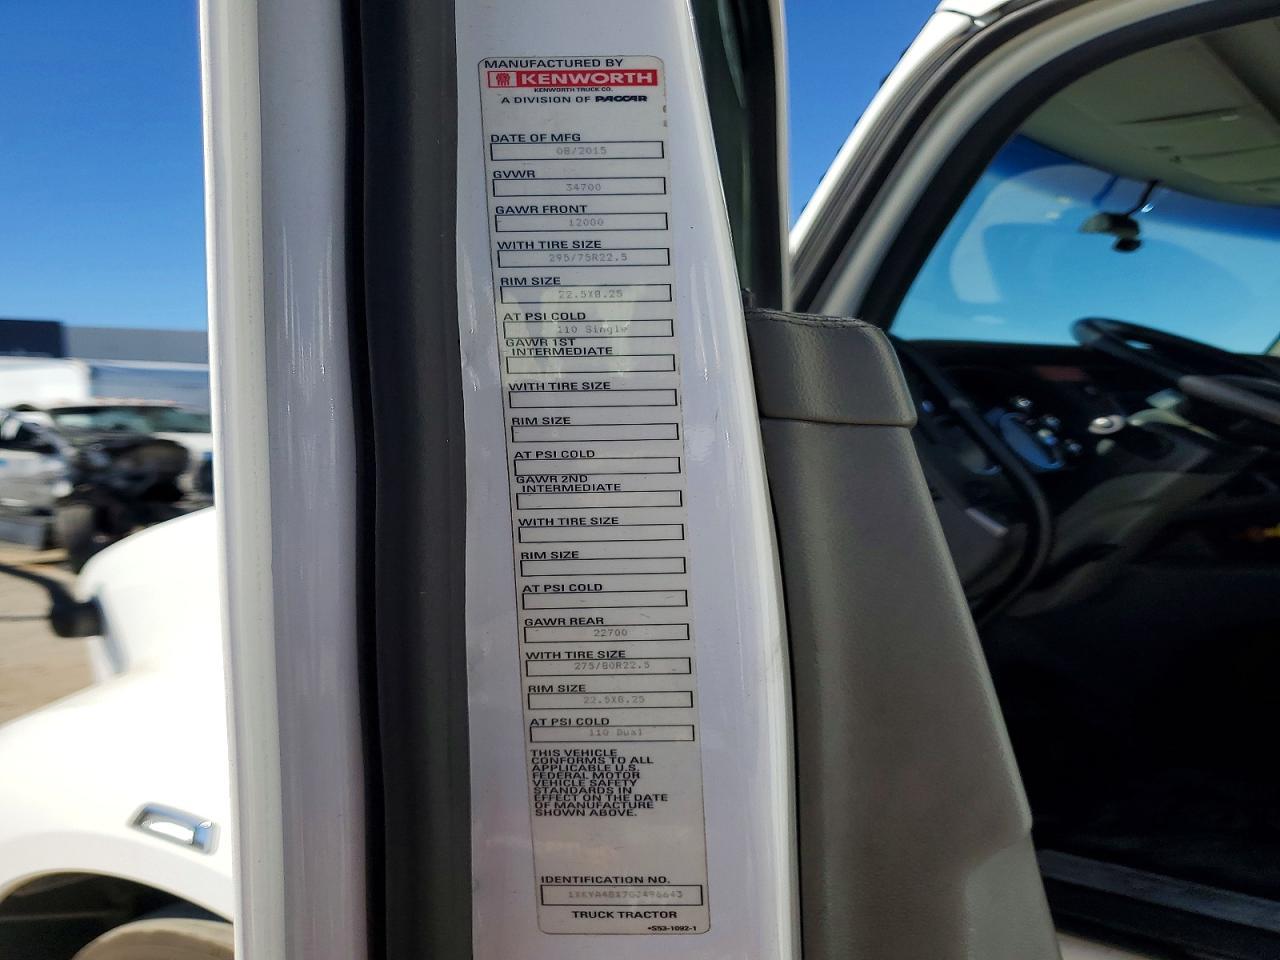 MANUFACTURED BY
KENWORTH
KENWORTH TRUCK CO.
A DIVISION OF PACCAR
DATE OF MFG
08/2015
GVWR
34700
GAWR FRONT
12000
WITH TIRE SIZE
295/75R22.5
RIM SIZE
22.5X8.25
AT PSI COLD
110 Single
GAWR 1ST
INTERMEDIATE
WITH TIRE SIZE
RIM SIZE
AT PSI COLD
GAWR 2ND
INTERMEDIATE
WITH TIRE SIZE
RIM SIZE
AT PSI COLD
GAWR REAR
22700
WITH TIRE SIZE
275/80R22.5
RIM SIZE
22.5X8.25
AT PSI COLD
110 Dual
THIS VEHICLE
CONFORMS TO ALL
APPLICABLE U.S.
FEDERAL MOTOR
VEHICLE SAFETY
STANDARDS IN
EFFECT ON THE DATE
OF MANUFACTURE
SHOWN ABOVE.
IDENTIFICATION NO.
TRUCK TRACTOR
•S53-1092-1